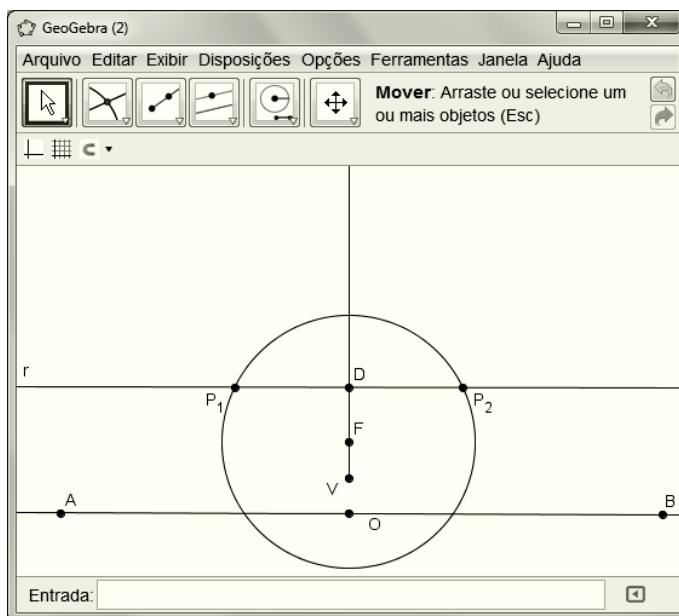 GeoGebra (2)
Arquivo Editar Exibir Disposições Opções Ferramentas Janela Ajuda
Mover: Arraste ou selecione um
ou mais objetos (Esc)
r
D
P₁
P₂
F
V
A
B
O
Entrada: